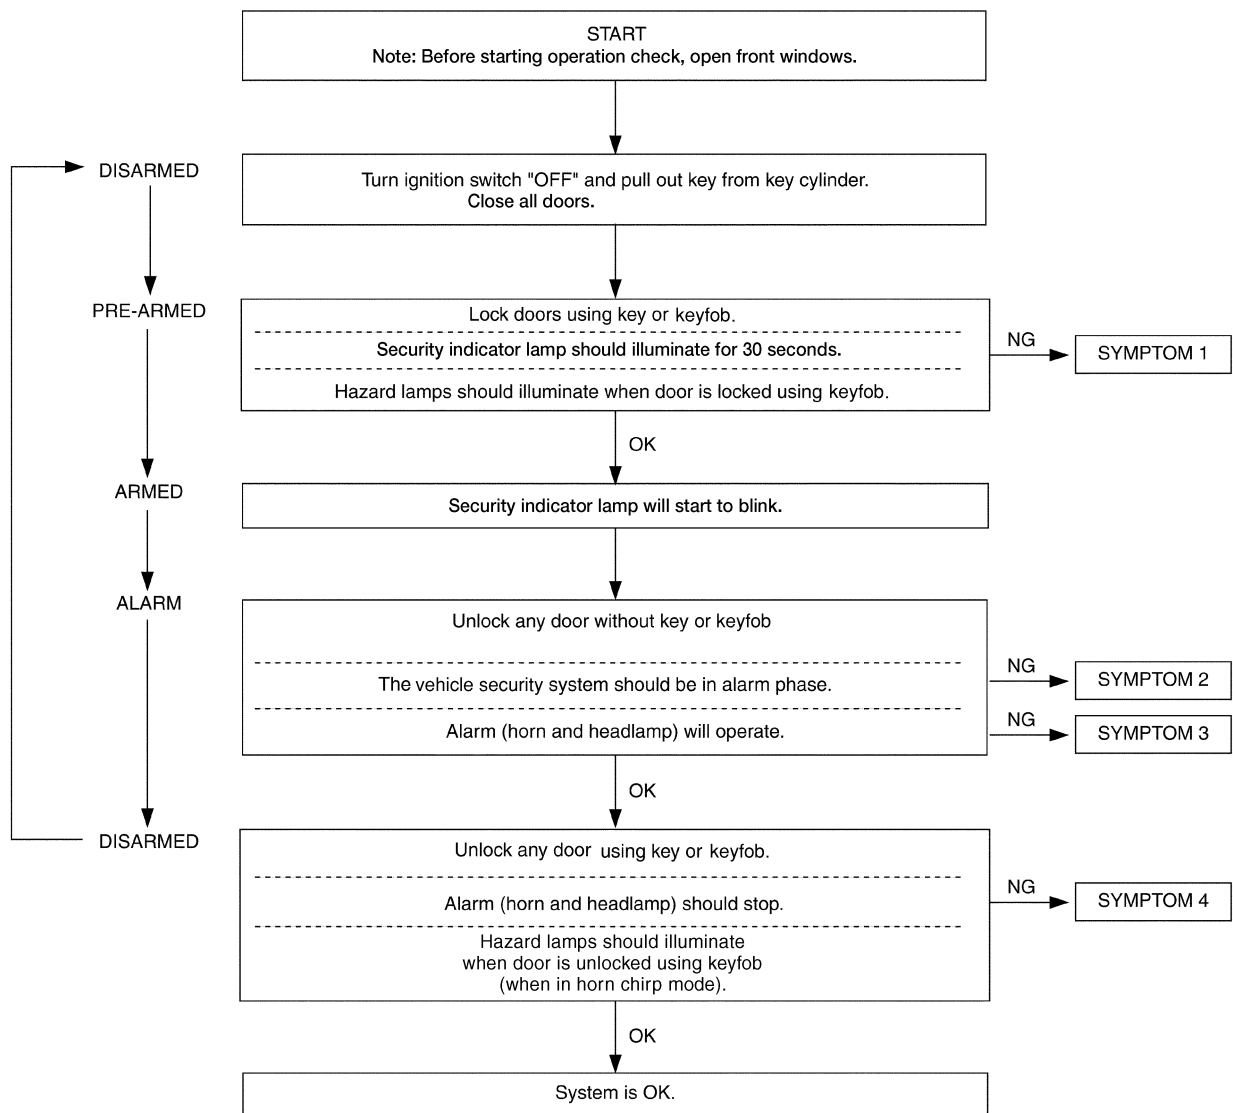 START
Note: Before starting operation check, open front windows.
DISARMED
Turn ignition switch "OFF" and pull out key from key cylinder.
Close all doors.
PRE-ARMED
Lock doors using key or keyfob.
Security indicator lamp should illuminate for 30 seconds.
NG
SYMPTOM 1
Hazard lamps should illuminate when door is locked using keyfob.
OK
ARMED
Security indicator lamp will start to blink.
ALARM
Unlock any door without key or keyfob
The vehicle security system should be in alarm phase.
NG
SYMPTOM 2
Alarm (horn and headlamp) will operate.
NG
SYMPTOM 3
OK
DISARMED
Unlock any door using key or keyfob.
Alarm (horn and headlamp) should stop.
NG
SYMPTOM 4
Hazard lamps should illuminate
when door is unlocked using keyfob
(when in horn chirp mode).
OK
System is OK.